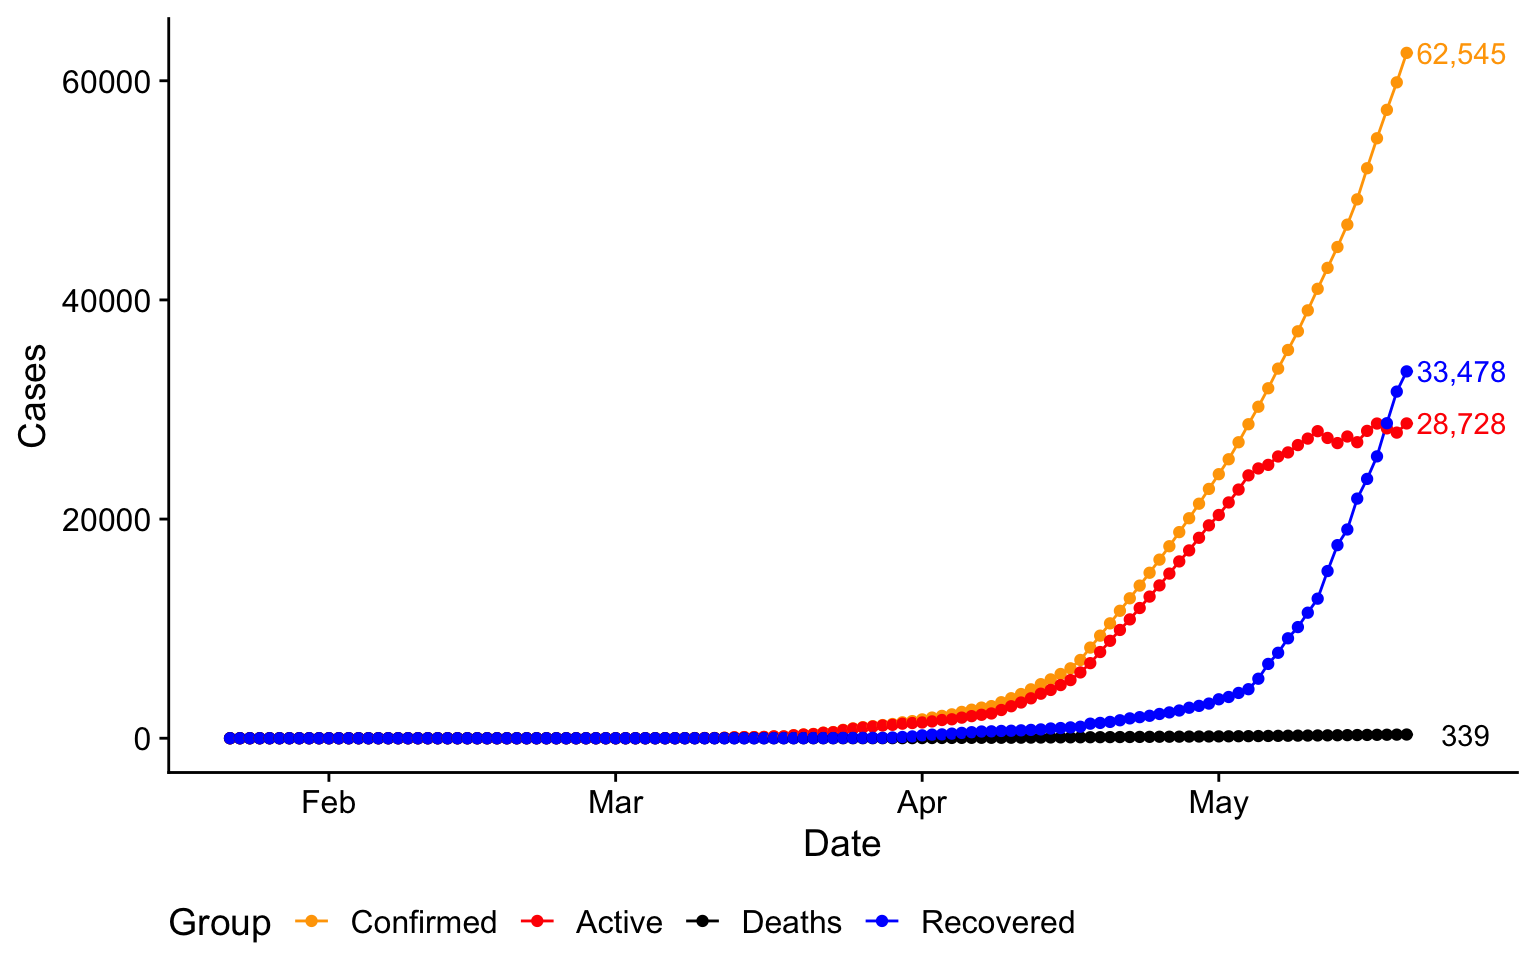 62,545
60000
40000
33,478
28,728
20000
0
339
Cases
Feb Mar Apr May
Date
Group Confirmed Active Deaths Recovered